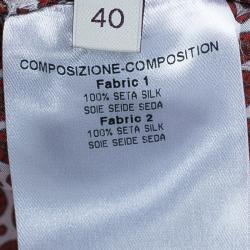 40
COMPOSIZIONE-COMPOSITION
Fabric 1
100% SETA SILK
SOIE SEIDE SEDA
Fabric 2
100% SETA SILK
SOIE SEIDE SEDA